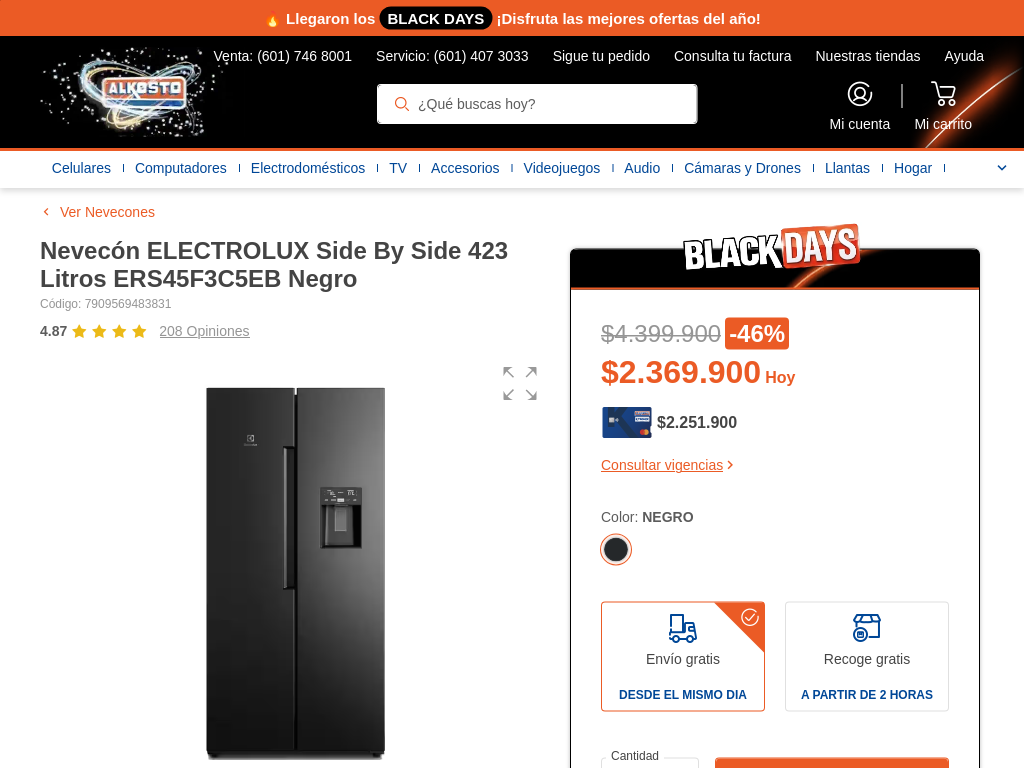 🔥 Llegaron los BLACK DAYS ¡Disfruta las mejores ofertas del año!
Venta: (601) 746 8001
Servicio: (601) 407 3033
Sigue tu pedido
Consulta tu factura
Nuestras tiendas
Ayuda
ALKOSTO
¿Qué buscas hoy?
Mi cuenta
Mi carrito
Celulares
Computadores
Electrodomésticos
TV
Accesorios
Videojuegos
Audio
Cámaras y Drones
Llantas
Hogar
Ver Nevecones
Nevecón ELECTROLUX Side By Side 423
Litros ERS45F3C5EB Negro
Código: 7909569483831
4.87
208 Opiniones
BLACK DAYS
$4.399.900 -46%
$2.369.900 Hoy
$2.251.900
Consultar vigencias
Color: NEGRO
Envío gratis
DESDE EL MISMO DIA
Recoge gratis
A PARTIR DE 2 HORAS
Cantidad